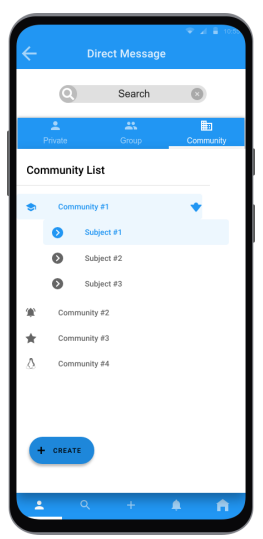 Direct Message
Search
Private Group Community
Community List
Community #1
Subject #1
Subject #2
Subject #3
Community #2
Community #3
Community #4
+ CREATE